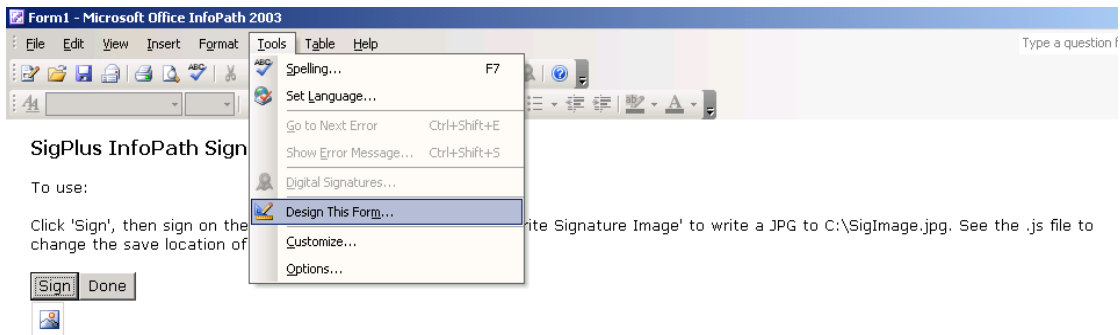 Form1 - Microsoft Office InfoPath 2003
File Edit View Insert Format Tools Table Help
Type a question f
Spelling... F7
Set Language...
Go to Next Error Ctrl+Shift+E
Show Error Message... Ctrl+Shift+S
Digital Signatures...
Design This Form...
Customize...
Options...
SigPlus InfoPath Sign
To use:
Click 'Sign', then sign on the rite Signature Image' to write a JPG to C:\SigImage.jpg. See the .js file to
change the save location of
Sign Done